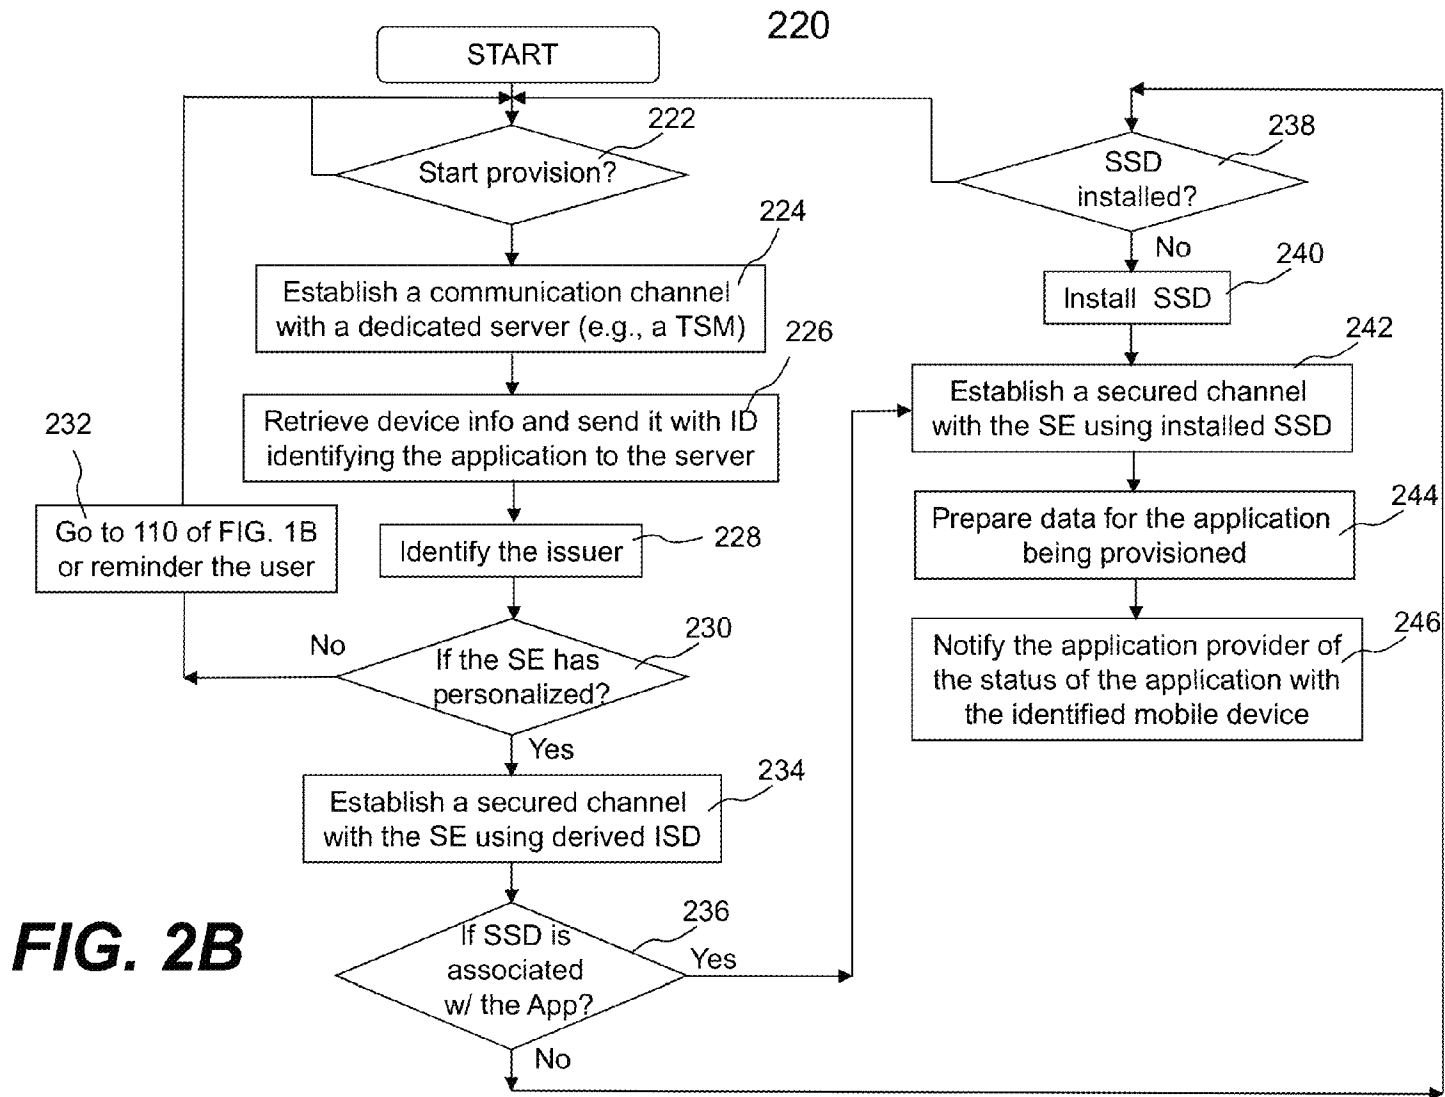 220
START
222
Start provision?
224
Establish a communication channel
with a dedicated server (e.g., a TSM)
226
Retrieve device info and send it with ID
identifying the application to the server
232
Go to 110 of FIG. 1B
or reminder the user
Identify the issuer
228
No
230
If the SE has
personalized?
Yes
234
Establish a secured channel
with the SE using derived ISD
236
If SSD is
associated
w/ the App?
Yes
No
238
SSD
installed?
No
240
Install SSD
242
Establish a secured channel
with the SE using installed SSD
244
Prepare data for the application
being provisioned
246
Notify the application provider of
the status of the application with
the identified mobile device
FIG. 2B